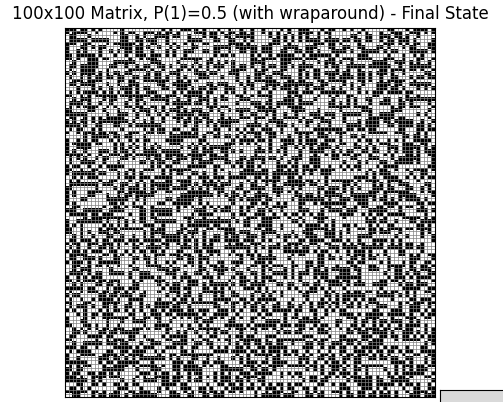 100x100 Matrix, P(1)=0.5 (with wraparound) - Final State